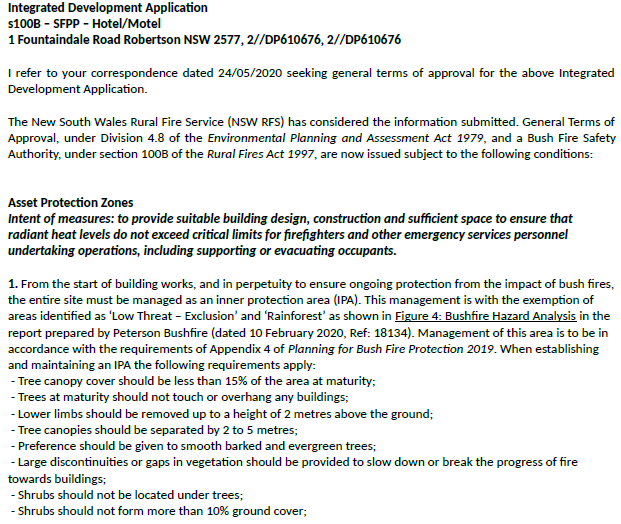 Integrated Development Application
s100B – SFPP – Hotel/Motel
1 Fountaindale Road Robertson NSW 2577, 2//DP610676, 2//DP610676
I refer to your correspondence dated 24/05/2020 seeking general terms of approval for the above Integrated
Development Application.
The New South Wales Rural Fire Service (NSW RFS) has considered the information submitted. General Terms of
Approval, under Division 4.8 of the Environmental Planning and Assessment Act 1979, and a Bush Fire Safety
Authority, under section 100B of the Rural Fires Act 1997, are now issued subject to the following conditions:
Asset Protection Zones
Intent of measures: to provide suitable building design, construction and sufficient space to ensure that
radiant heat levels do not exceed critical limits for firefighters and other emergency services personnel
undertaking operations, including supporting or evacuating occupants.
1. From the start of building works, and in perpetuity to ensure ongoing protection from the impact of bush fires,
the entire site must be managed as an inner protection area (IPA). This management is with the exemption of
areas identified as 'Low Threat – Exclusion' and 'Rainforest' as shown in Figure 4: Bushfire Hazard Analysis in the
report prepared by Peterson Bushfire (dated 10 February 2020, Ref: 18134). Management of this area is to be in
accordance with the requirements of Appendix 4 of Planning for Bush Fire Protection 2019. When establishing
and maintaining an IPA the following requirements apply:
- Tree canopy cover should be less than 15% of the area at maturity;
- Trees at maturity should not touch or overhang any buildings;
- Lower limbs should be removed up to a height of 2 metres above the ground;
- Tree canopies should be separated by 2 to 5 metres;
- Preference should be given to smooth barked and evergreen trees;
- Large discontinuities or gaps in vegetation should be provided to slow down or break the progress of fire
towards buildings;
- Shrubs should not be located under trees;
- Shrubs should not form more than 10% ground cover;